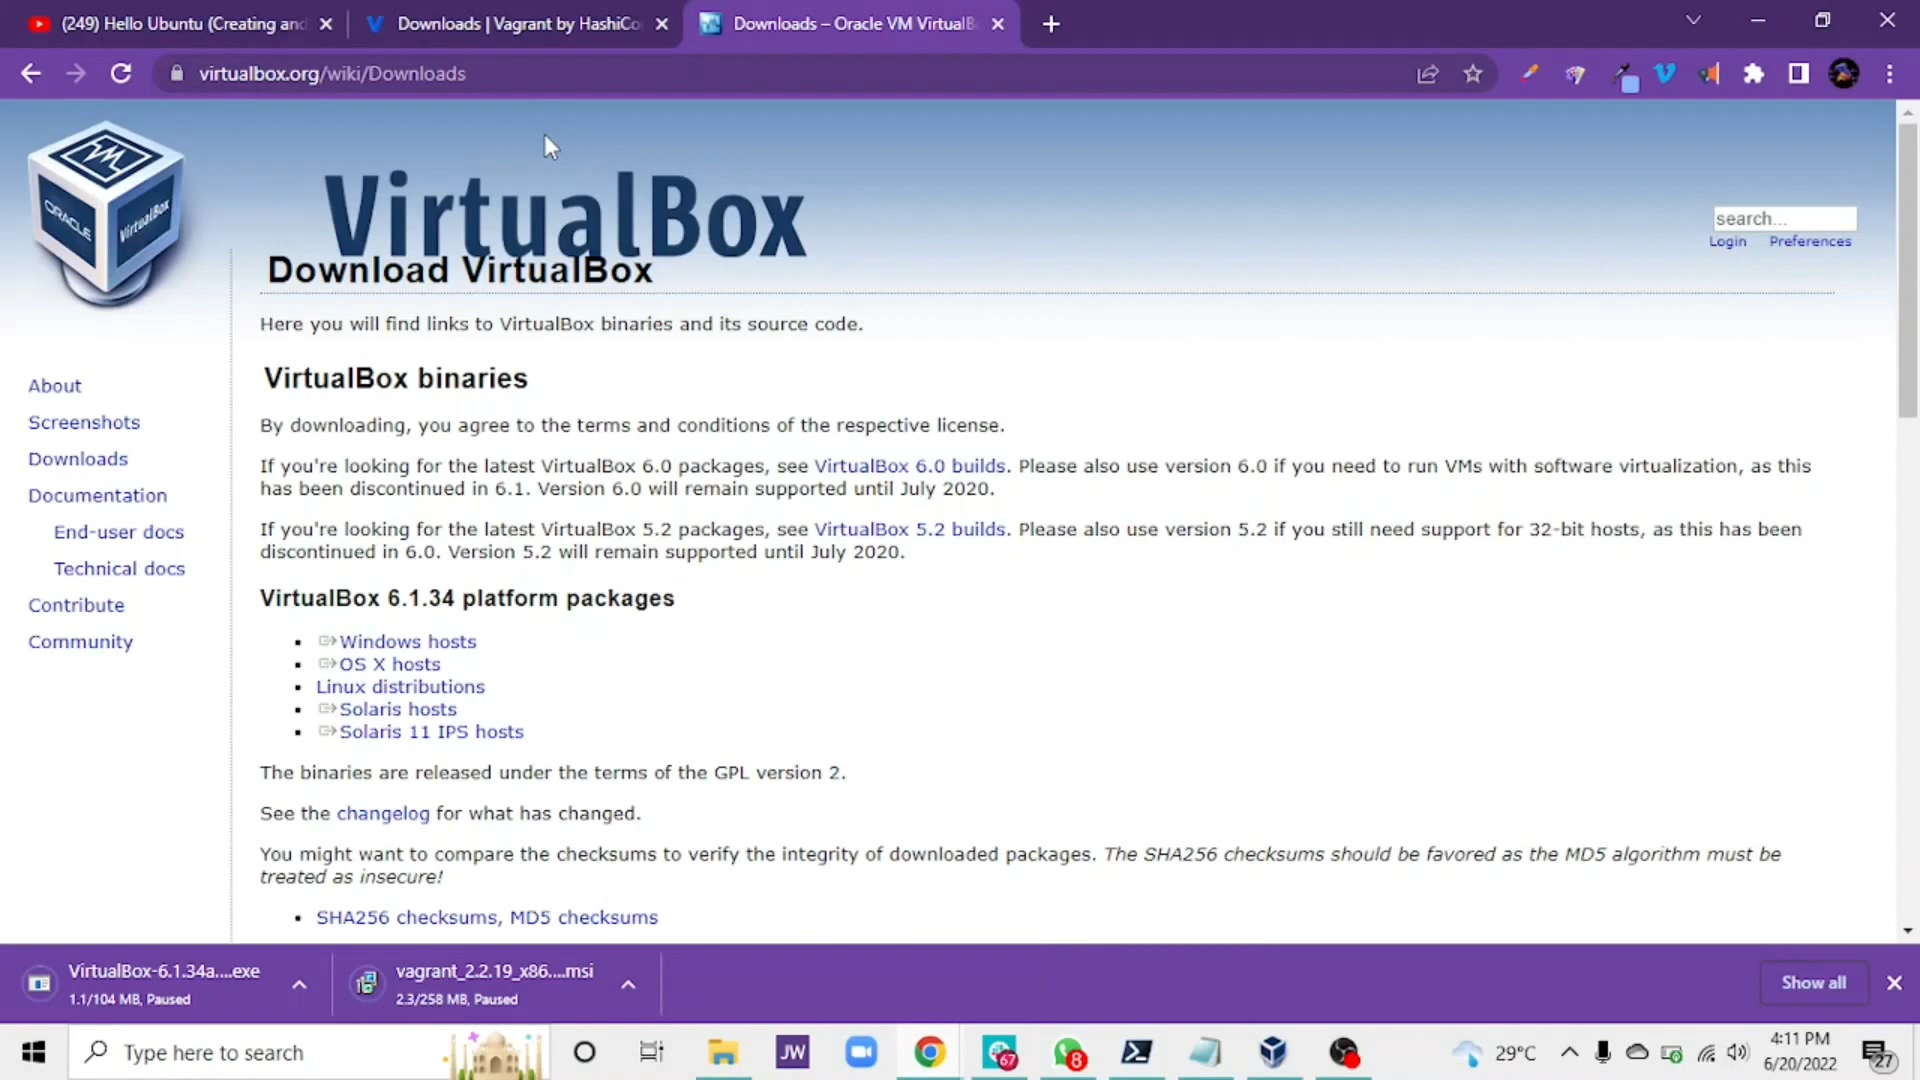 (249) Hello Ubuntu (Creating and
Downloads | Vagrant by HashiCo
Downloads – Oracle VM VirtualB
virtualbox.org/wiki/Downloads
ORACLE
VirtualBox
VirtualBox
search...
Login Preferences
Download VirtualBox
Here you will find links to VirtualBox binaries and its source code.
About
Screenshots
Downloads
Documentation
End-user docs
Technical docs
Contribute
Community
VirtualBox binaries
By downloading, you agree to the terms and conditions of the respective license.
If you're looking for the latest VirtualBox 6.0 packages, see VirtualBox 6.0 builds. Please also use version 6.0 if you need to run VMs with software virtualization, as this
has been discontinued in 6.1. Version 6.0 will remain supported until July 2020.
If you're looking for the latest VirtualBox 5.2 packages, see VirtualBox 5.2 builds. Please also use version 5.2 if you still need support for 32-bit hosts, as this has been
discontinued in 6.0. Version 5.2 will remain supported until July 2020.
VirtualBox 6.1.34 platform packages
Windows hosts
OS X hosts
Linux distributions
Solaris hosts
Solaris 11 IPS hosts
The binaries are released under the terms of the GPL version 2.
See the changelog for what has changed.
You might want to compare the checksums to verify the integrity of downloaded packages. The SHA256 checksums should be favored as the MD5 algorithm must be
treated as insecure!
SHA256 checksums, MD5 checksums
VirtualBox-6.1.34a....exe
1.1/104 MB, Paused
vagrant_2.2.19_x86....msi
2.3/258 MB, Paused
Show all
Type here to search
JW
67
8
29°C
4:11 PM
6/20/2022
27